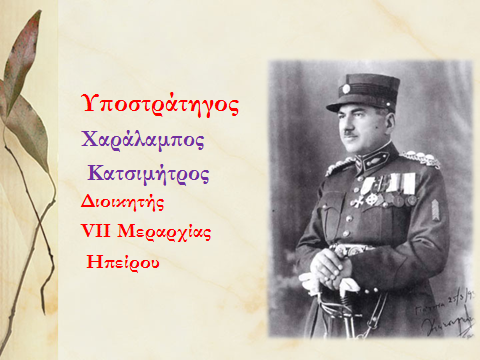 Υποστράτηγος
Χαράλαμπος
Κατσιμήτρος
Διοικητής
VII Μεραρχίας
Ηπείρου